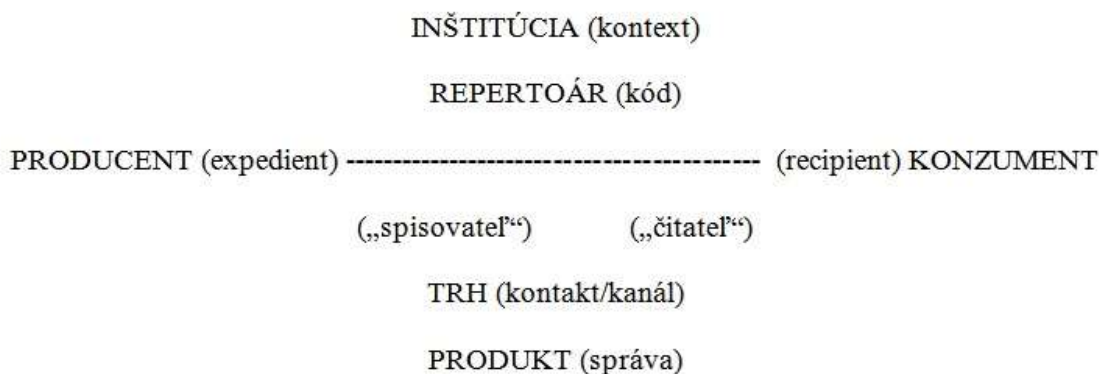 INŠTITÚCIA (kontext)
REPERTOÁR (kód)
PRODUCENT (expedient) -------------------------------------------- (recipient) KONZUMENT
(„spisovateľ“) („čitateľ“)
TRH (kontakt/kanál)
PRODUKT (správa)